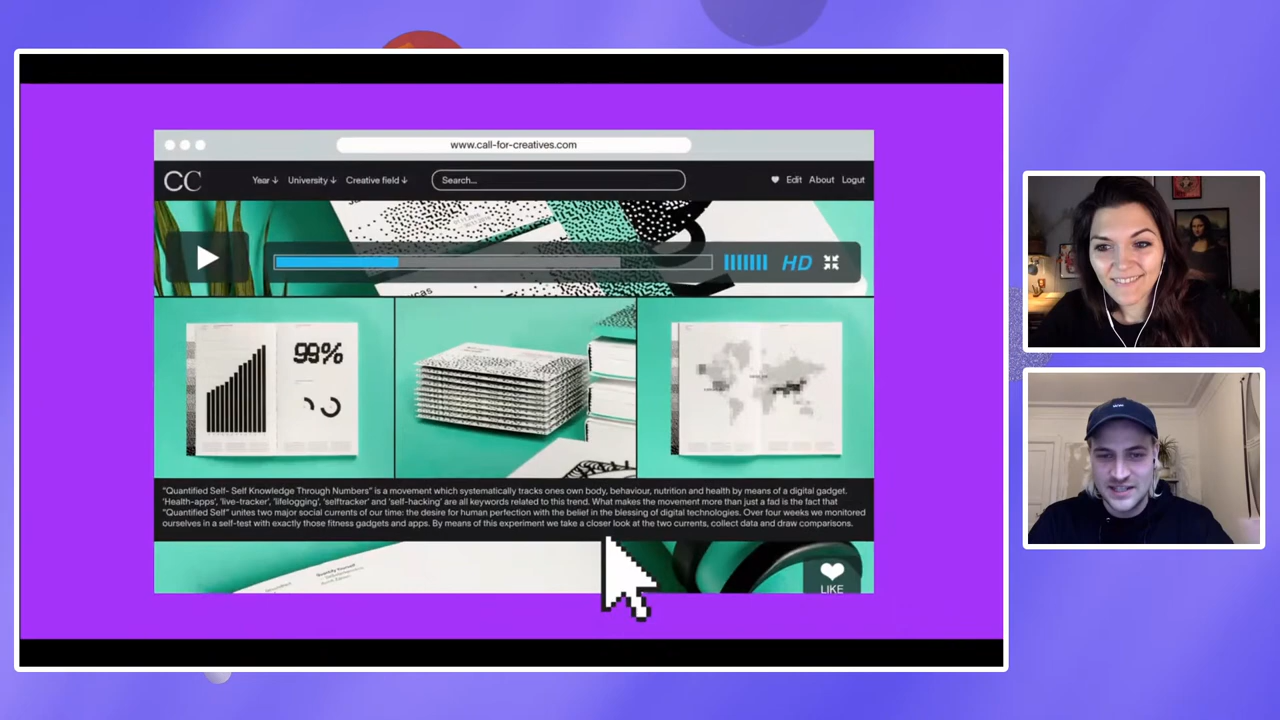 www.call-for-creatives.com
CC
Year ↓ University ↓ Creative field ↓ Search... Edit About Logut
HD
99%
"Quantified Self- Self Knowledge Through Numbers" is a movement which systematically tracks ones own body, behaviour, nutrition and health by means of a digital gadget.
'Health-apps', 'live-tracker', 'lifelogging', 'selftracker' and 'self-hacking' are all keywords related to this trend. What makes the movement more than just a fad is the fact that
"Quantified Self" unites two major social currents of our time: the desire for human perfection with the belief in the blessing of digital technologies. Over four weeks we monitored
ourselves in a self-test with exactly those fitness gadgets and apps. By means of this experiment we take a closer look at the two currents, collect data and draw comparisons.
Quantify Yourself
LIKE